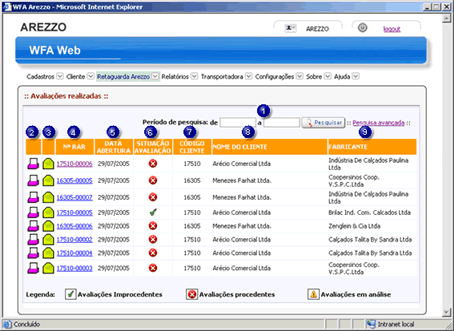 WFA Arezzo - Microsoft Internet Explorer
AREZZO
AREZZO logout
WFA Web
Cadastros Cliente Retaguarda Arezzo Relatórios Transportadora Configurações Sobre Ajuda
:: Avaliações realizadas ::
1
Período de pesquisa: de a Pesquisar :: Pesquisa avançada ::
2 3 4 5 6 7 8 9
Nº RAR DATA ABERTURA SITUAÇÃO AVALIAÇÃO CÓDIGO CLIENTE NOME DO CLIENTE FABRICANTE
17510-00006 29/07/2005 17510 Arécio Comercial Ltda Indústria De Calçados Paulina Ltda
16305-00005 29/07/2005 16305 Menezes Farhat Ltda. Coopersinos Coop. V.S.P.C.Ltda
16305-00007 29/07/2005 16305 Menezes Farhat Ltda. Indústria De Calçados Paulina Ltda
17510-00005 29/07/2005 17510 Arécio Comercial Ltda Brilac Ind. Com. Calcados Ltda
16305-00006 29/07/2005 16305 Menezes Farhat Ltda. Zenglein & Cia Ltda
17510-00002 29/07/2005 17510 Arécio Comercial Ltda Calçados Talita By Sandra Ltda
17510-00004 29/07/2005 17510 Arécio Comercial Ltda Calçados Talita By Sandra Ltda
17510-00003 29/07/2005 17510 Arécio Comercial Ltda Coopersinos Coop. V.S.P.C.Ltda
Legenda: Avaliações Improcedentes Avaliações procedentes Avaliações em análise
Concluído Intranet local